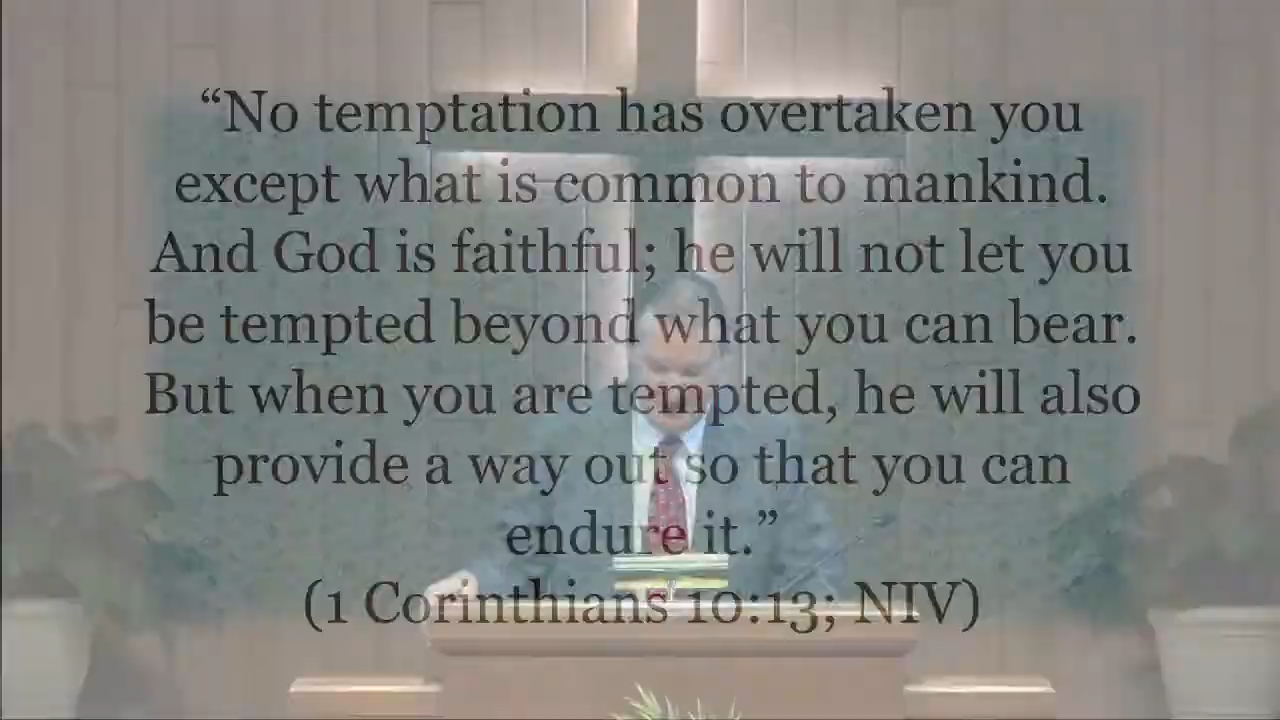 “No temptation has overtaken you
except what is common to mankind.
And God is faithful; he will not let you
be tempted beyond what you can bear.
But when you are tempted, he will also
provide a way out so that you can
endure it.”
(1 Corinthians 10:13; NIV)